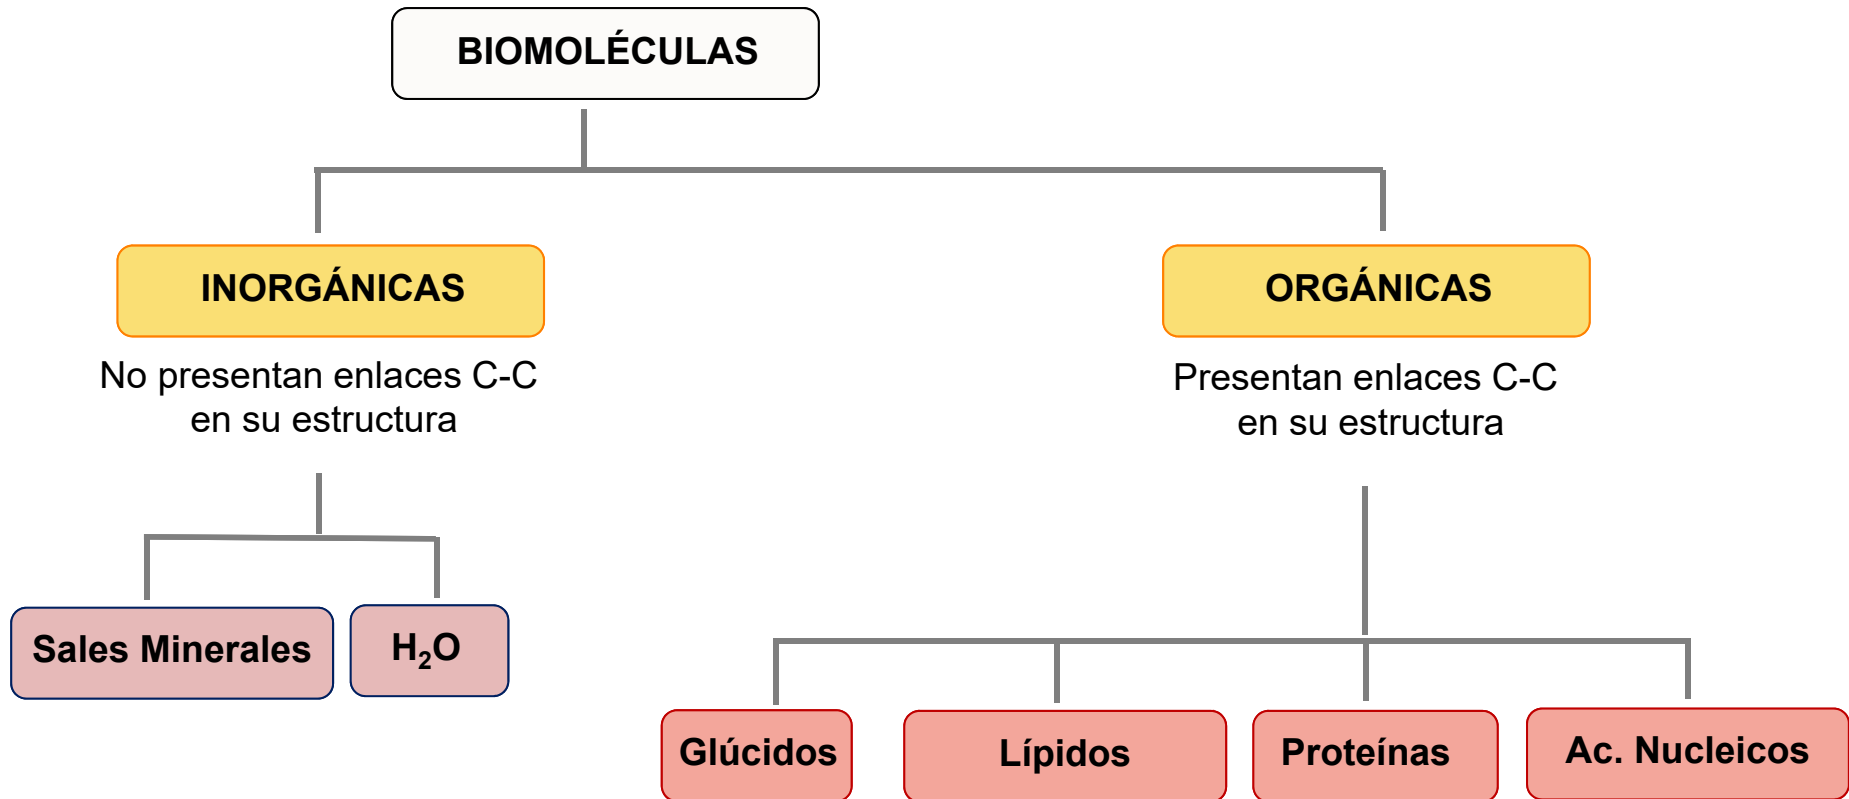 BIOMOLÉCULAS
INORGÁNICAS
ORGÁNICAS
No presentan enlaces C-C
en su estructura
Presentan enlaces C-C
en su estructura
Sales Minerales
H₂O
Glúcidos
Lípidos
Proteínas
Ac. Nucleicos